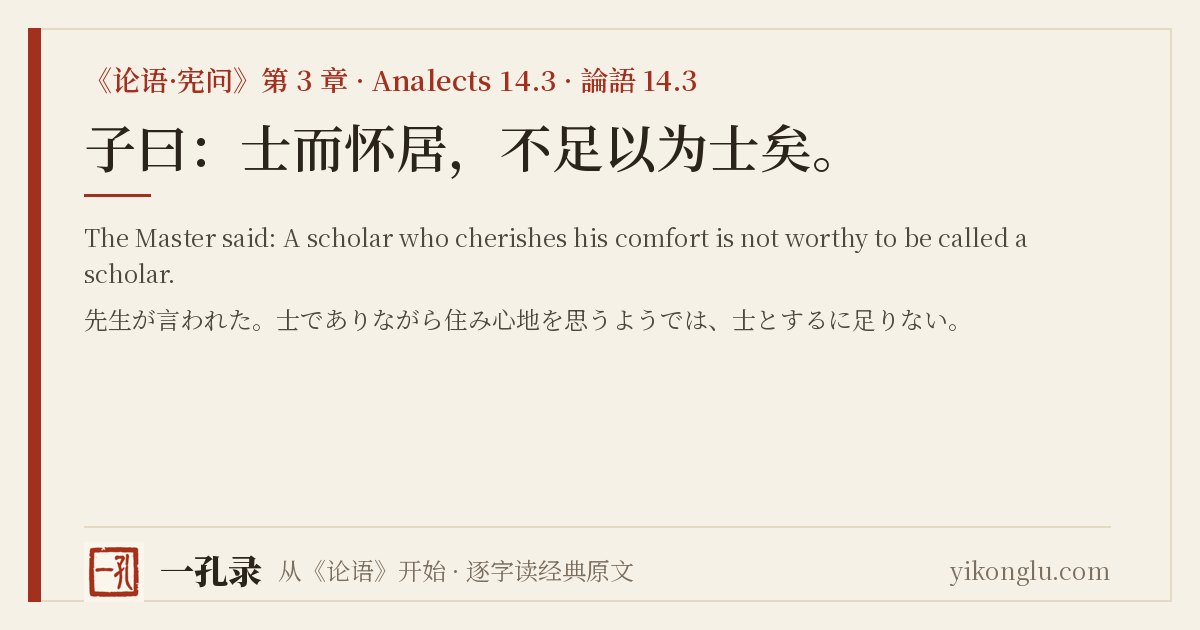 《论语·宪问》第 3 章 · Analects 14.3 · 論語 14.3
子曰：士而怀居，不足以为士矣。
The Master said: A scholar who cherishes his comfort is not worthy to be called a
scholar.
先生が言われた。士でありながら住み心地を思うようでは、士とするに足りない。
一孔
一孔录
从《论语》开始 · 逐字读经典原文
yikonglu.com